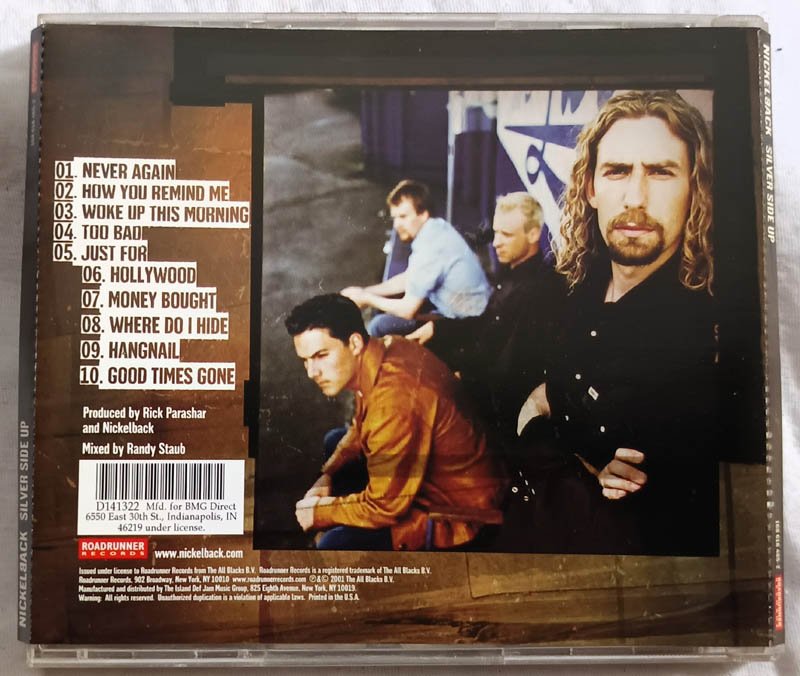 01. NEVER AGAIN
02. HOW YOU REMIND ME
03. WOKE UP THIS MORNING
04. TOO BAD
05. JUST FOR
06. HOLLYWOOD
07. MONEY BOUGHT
08. WHERE DO I HIDE
09. HANGNAIL
10. GOOD TIMES GONE
Produced by Rick Parashar
and Nickelback
Mixed by Randy Staub
D141322 Mfd. for BMG Direct
6550 East 30th St., Indianapolis, IN
46219 under license.
ROADRUNNER
RECORDS
www.nickelback.com
Issued under license to Roadrunner Records from The All Blacks B.V. Roadrunner Records is a registered trademark of The All Blacks B.V.
Roadrunner Records. 902 Broadway, New York, NY 10010 www.roadrunnerrecords.com ℗&© 2001 The All Blacks B.V.
Manufactured and distributed by The Island Def Jam Music Group, 825 Eighth Avenue, New York, NY 10019.
Warning: All rights reserved. Unauthorized duplication is a violation of applicable laws. Printed in the U.S.A.
NICKELBACK SILVER SIDE UP
NICKELBACK SILVER SIDE UP